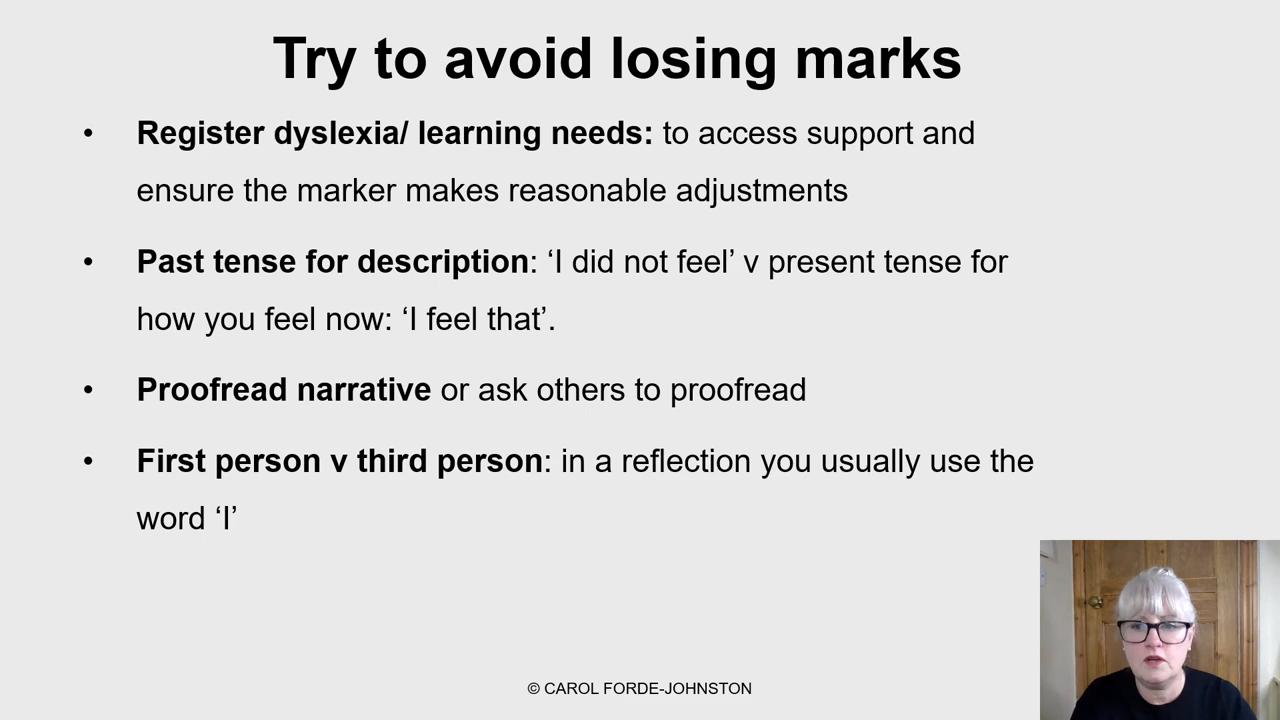 Try to avoid losing marks
• Register dyslexia/ learning needs: to access support and
ensure the marker makes reasonable adjustments
• Past tense for description: ‘I did not feel’ v present tense for
how you feel now: ‘I feel that’.
• Proofread narrative or ask others to proofread
• First person v third person: in a reflection you usually use the
word ‘I’
© CAROL FORDE-JOHNSTON